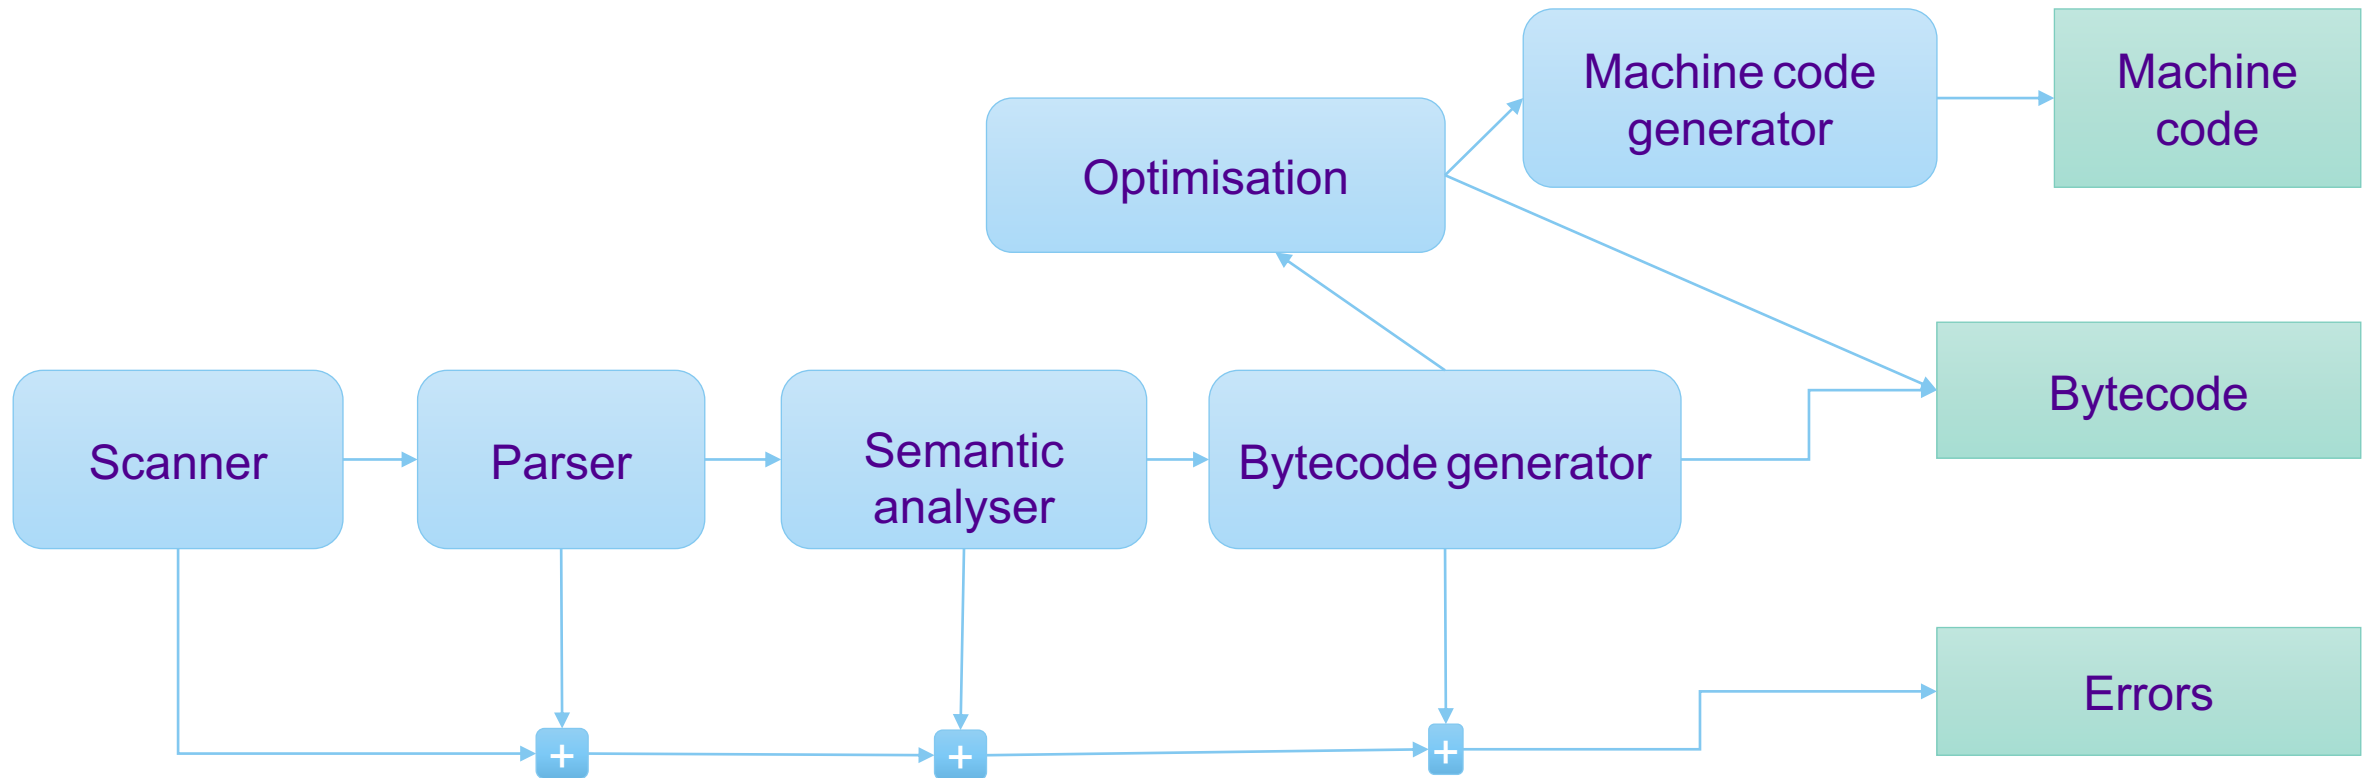 Machine code
generator
Machine
code
Optimisation
Bytecode
Scanner
Parser
Semantic
analyser
Bytecode generator
Errors
+
+
+